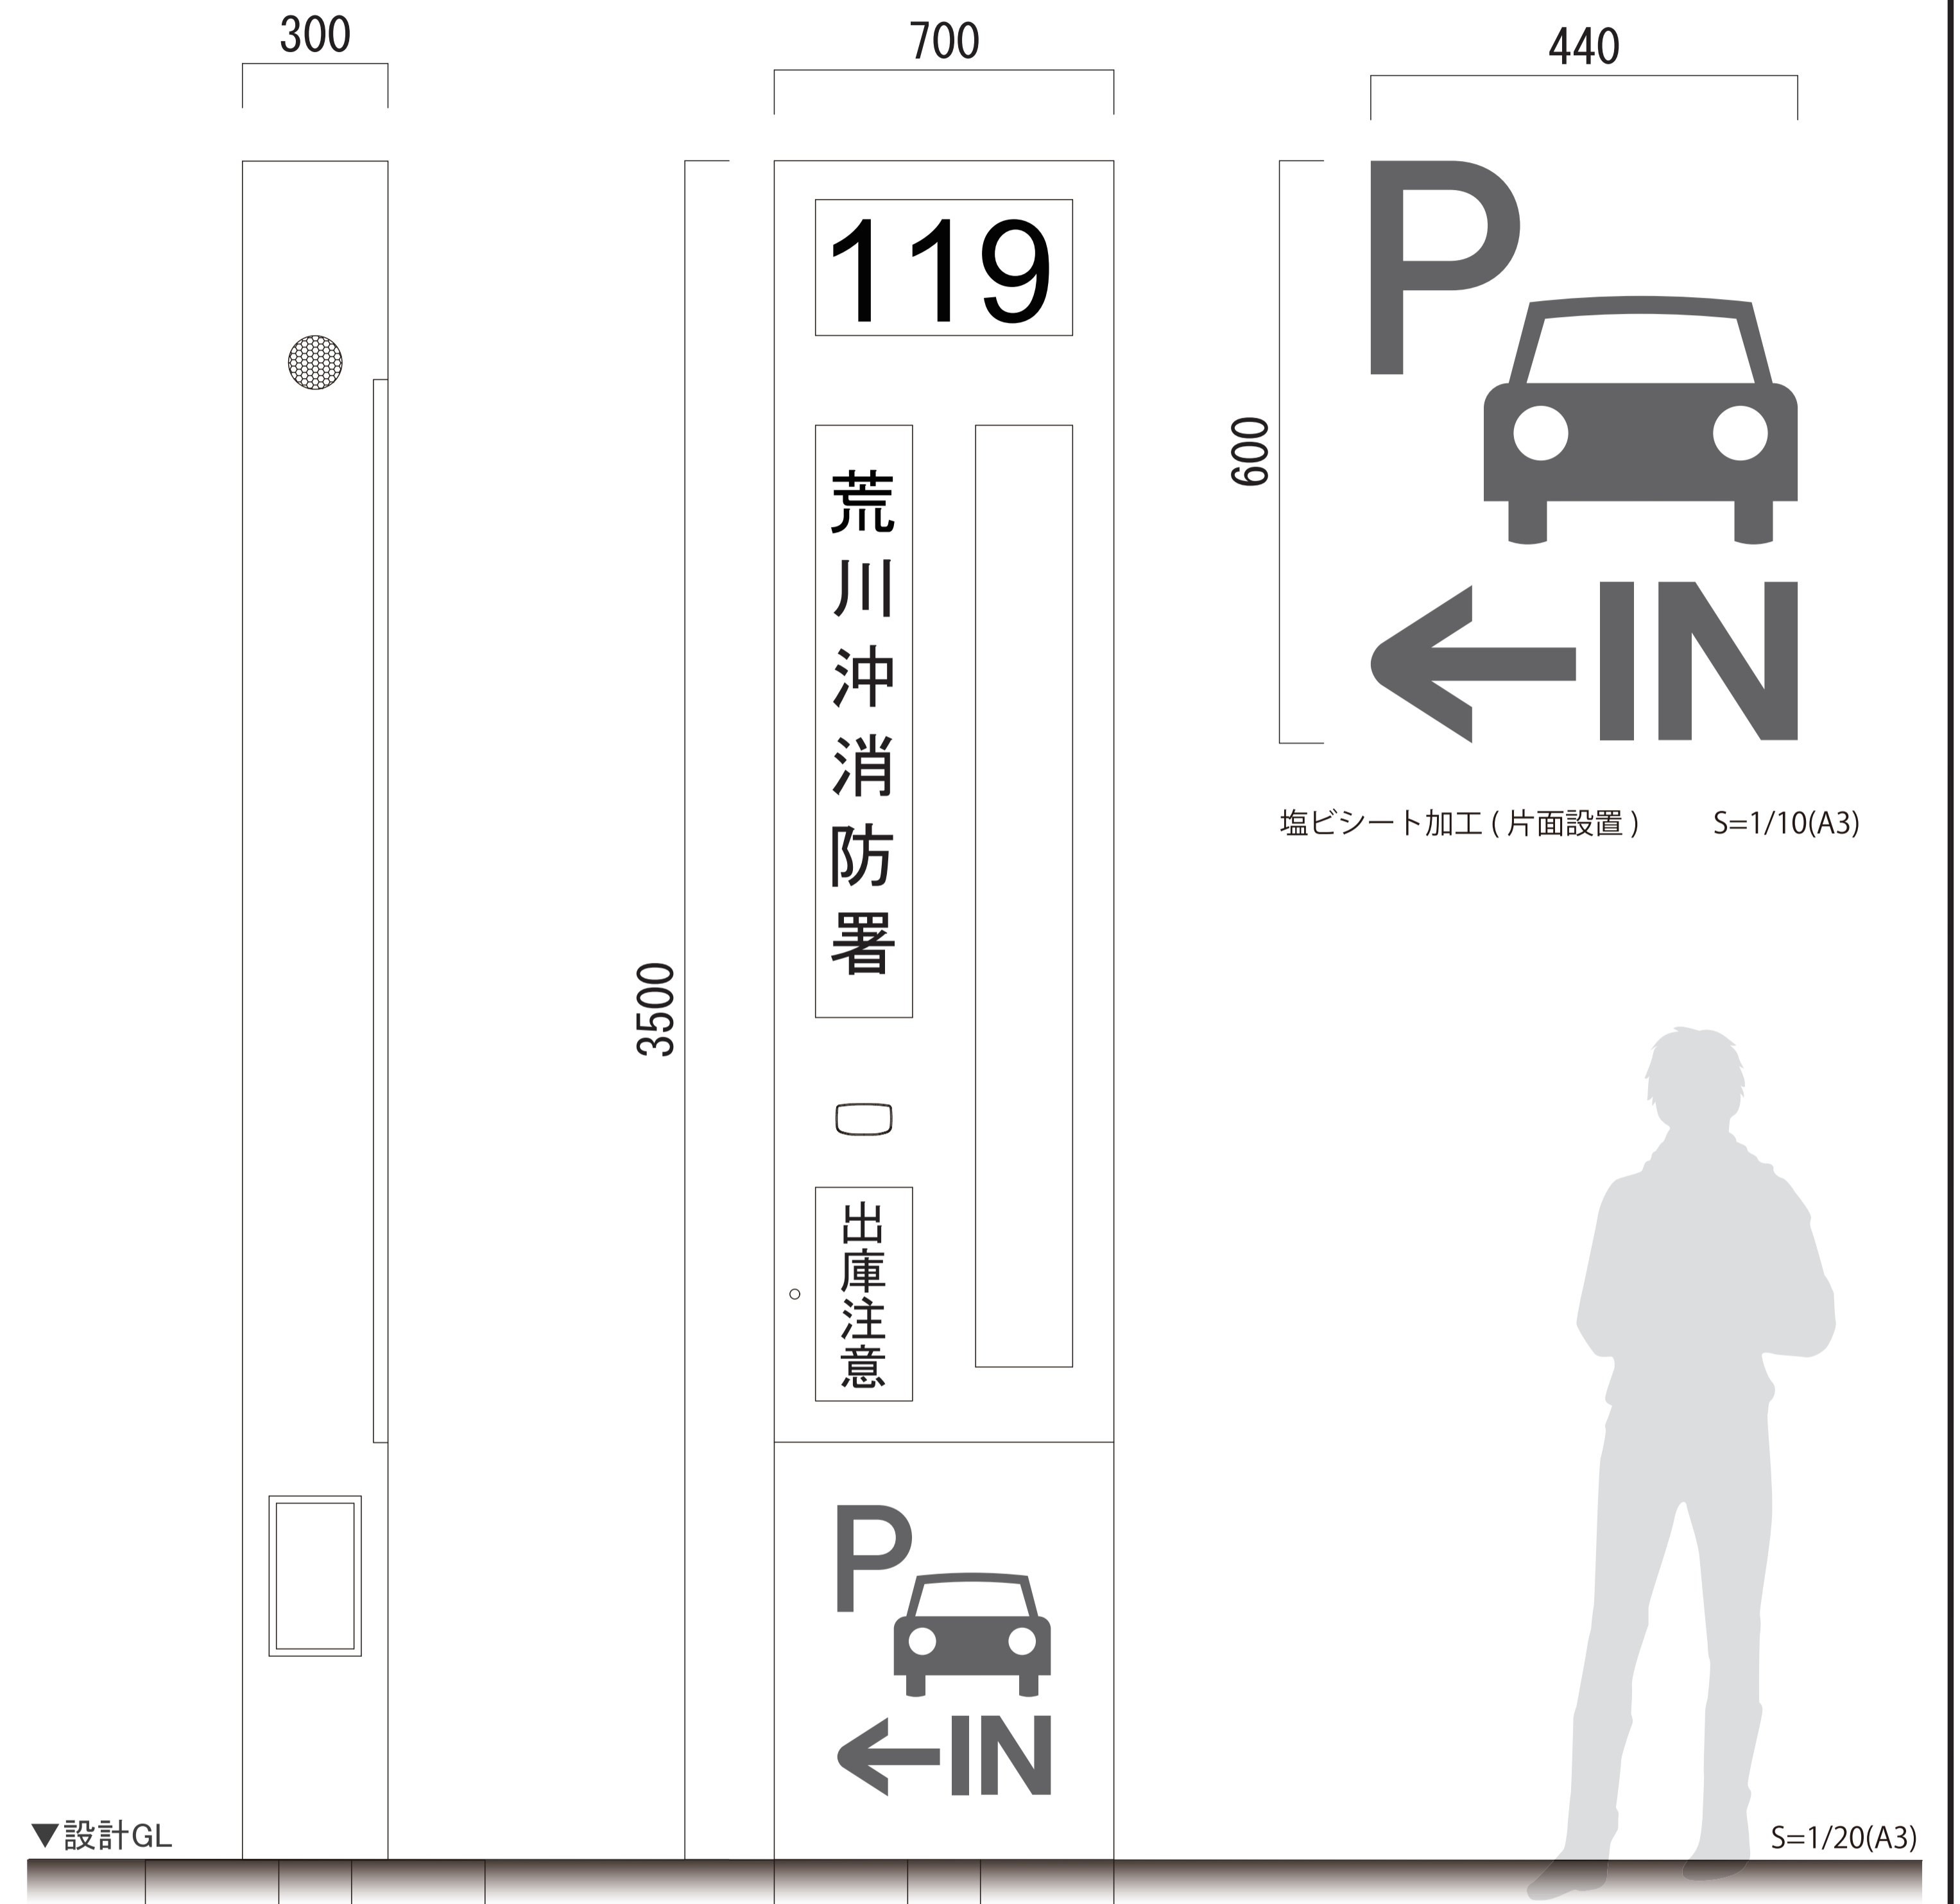 300
700
440
119
P
600
←IN
荒川沖消防署
塩ビシート加工(片面設置)
S=1/10(A3)
3500
出庫注意
P
←IN
▼設計GL
S=1/20(A3)